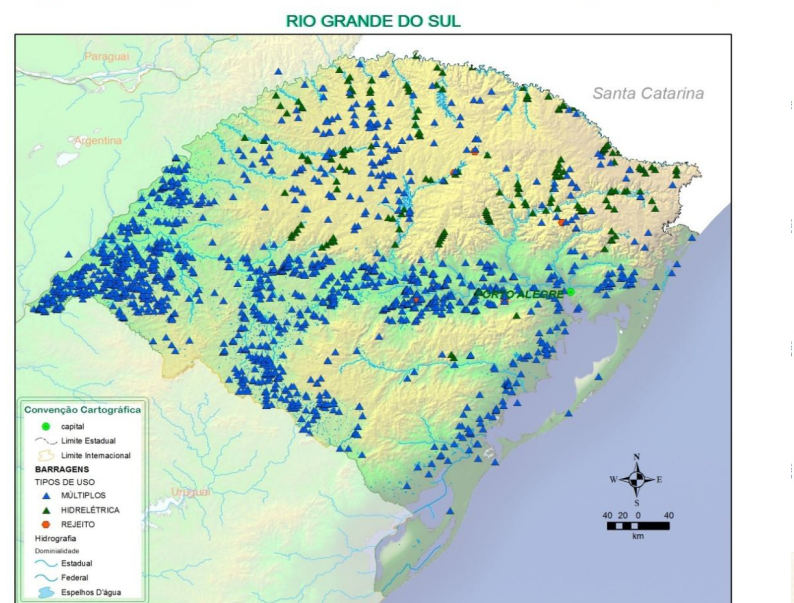 RIO GRANDE DO SUL
Paraguai
Santa Catarina
Argentina
PORTO ALEGRE
Convenção Cartográfica
capital
Limite Estadual
Limite Internacional
BARRAGENS
TIPOS DE USO
MÚLTIPLOS
HIDRELÉTRICA
REJEITO
Hidrografia
Dominialidade
Estadual
Federal
Espelhos D'água
Uruguai
N
W E
S
40 20 0 40
km